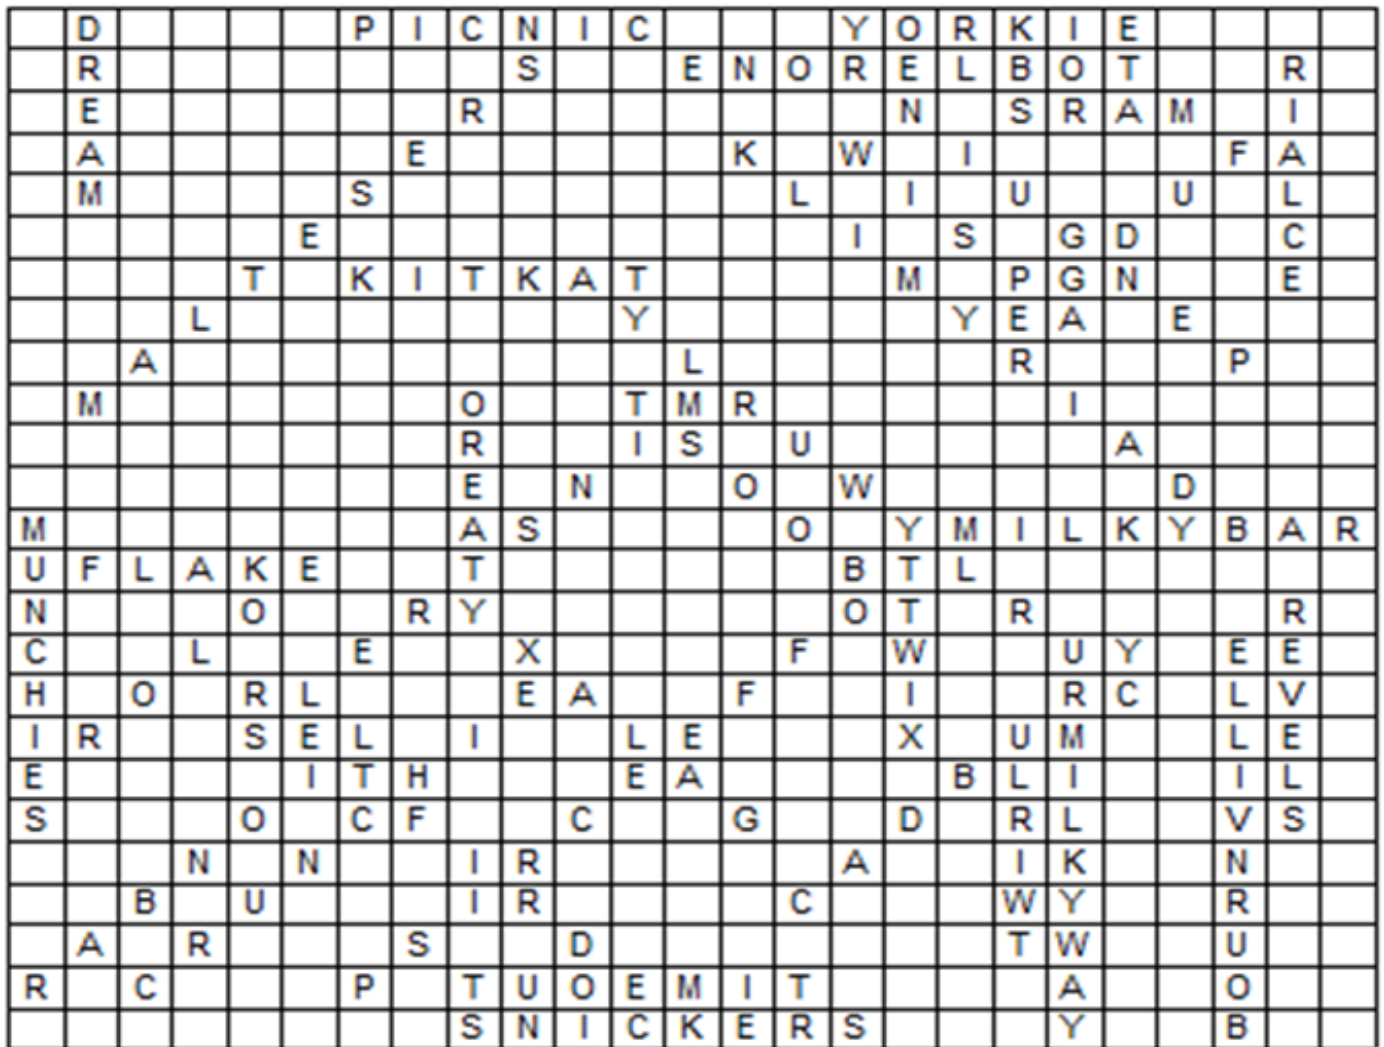 D P I C N I C Y O R K I E
R S E N O R E L B O T R
E R N S R A M I
A E K W I F A
M S L I U U L
E I S G D C
T K I T K A T M P G N E
L Y Y E A E
A L R P
M O T M R I
R I S U A
E N O W D
M A S O Y M I L K Y B A R
U F L A K E T B T L
N O R Y O T R R
C L E X F W U Y E E
H O R L E A F I R C L V
I R S E L I L E X U M L E
E I T H E A B L I I L
S O C F C G D R L V S
N N I R A I K N
B U I R C W Y R
A R S D T W U
R C P T U O E M I T A O
S N I C K E R S Y B